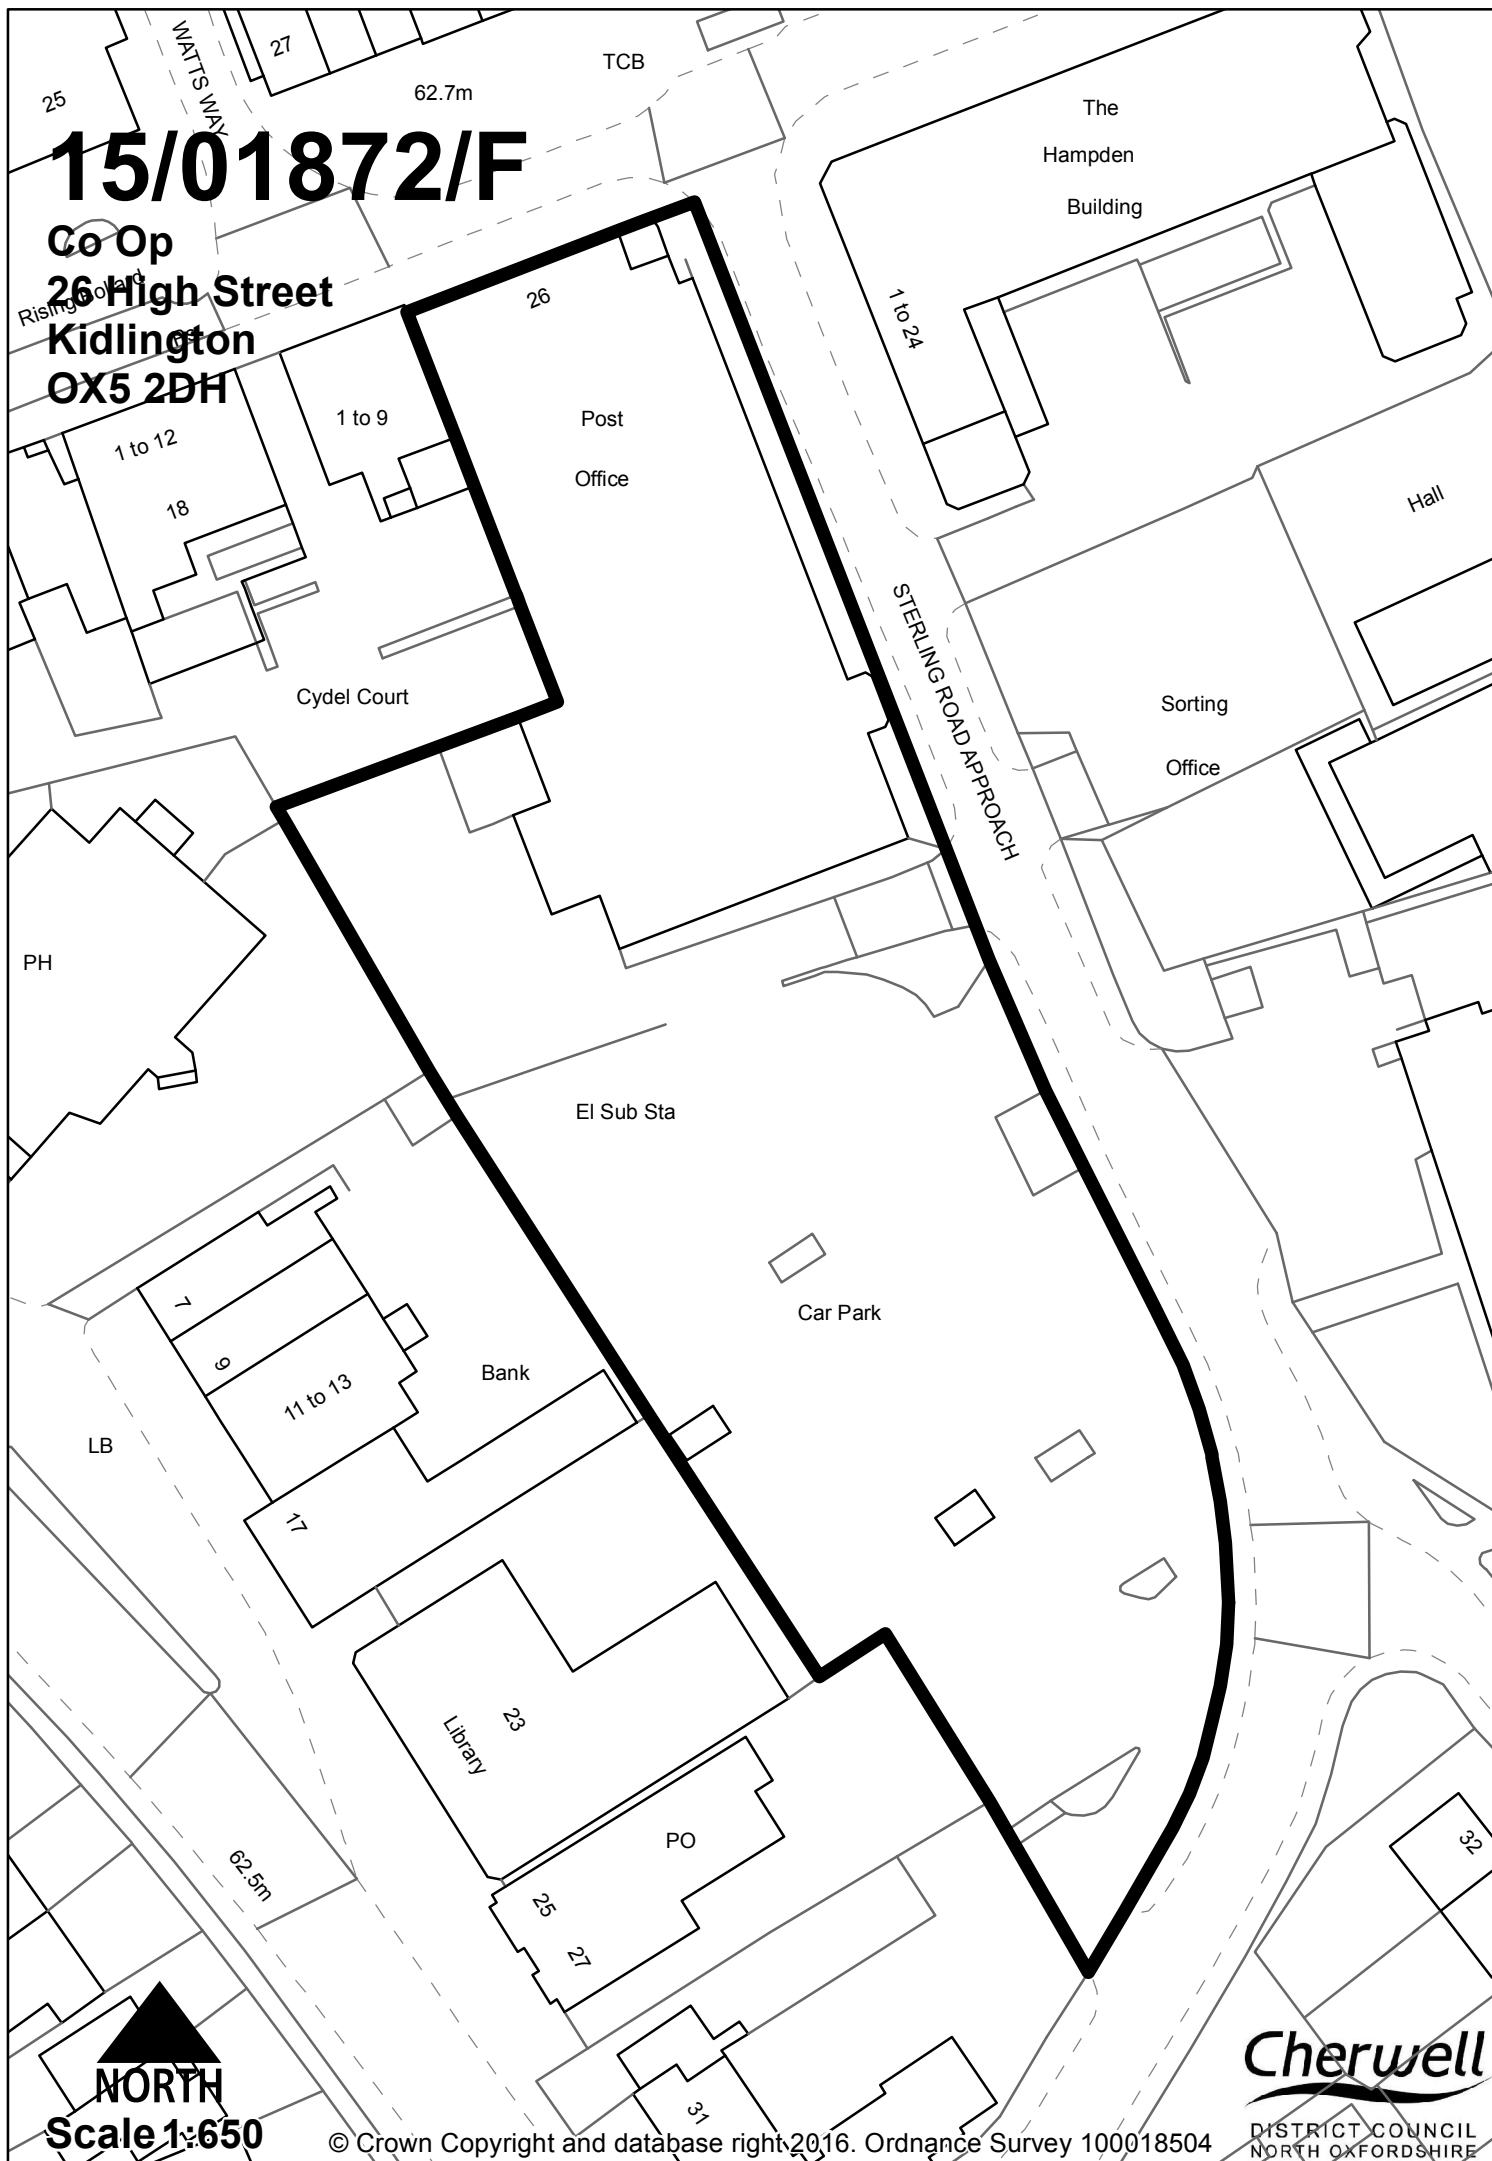 WATTS WAY
27
25
TCB
62.7m
15/01872/F
Co Op
26 High Street
Kidlington
OX5 2DH
Rising Bollard
The
Hampden
Building
26
1 to 24
1 to 9
Post
Office
1 to 12
18
Hall
STERLING ROAD APPROACH
Cydel Court
Sorting
Office
PH
El Sub Sta
7
9
11 to 13
Bank
Car Park
LB
17
Library
23
PO
25
27
62.5m
32
31
NORTH
Scale 1:650
© Crown Copyright and database right 2016. Ordnance Survey 100018504
Cherwell
DISTRICT COUNCIL
NORTH OXFORDSHIRE